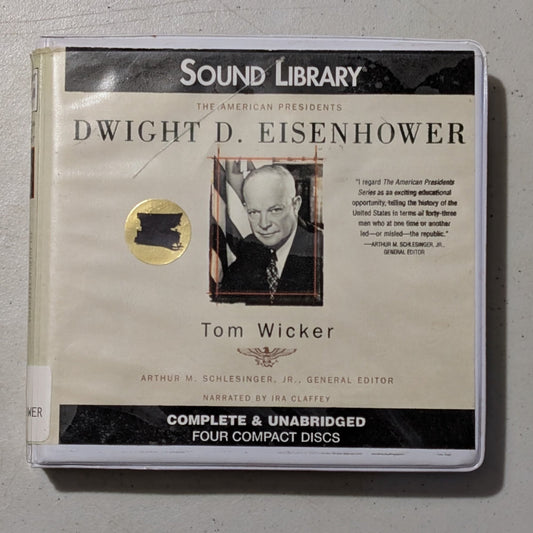 SOUND LIBRARY
THE AMERICAN PRESIDENTS
DWIGHT D. EISENHOWER
"I regard The American Presidents
Series as an exciting educational
opportunity, telling the history of the
United States in terms of forty-three
men who at one time or another
led—or misled—the republic."
—ARTHUR M. SCHLESINGER, JR.,
GENERAL EDITOR
Tom Wicker
ARTHUR M. SCHLESINGER, JR., GENERAL EDITOR
NARRATED BY IRA CLAFFEY
COMPLETE & UNABRIDGED
FOUR COMPACT DISCS
WER